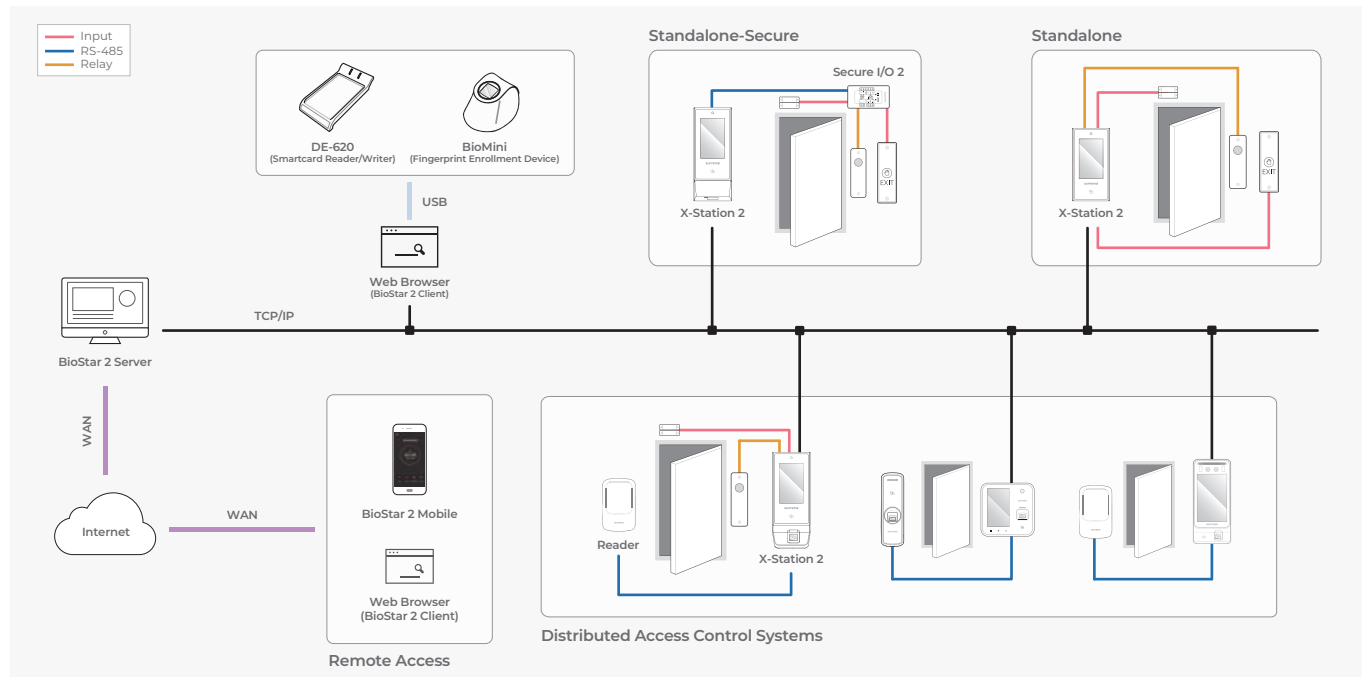 Input
RS-485
Relay
DE-620
(Smartcard Reader/Writer)
BioMini
(Fingerprint Enrollment Device)
USB
Web Browser
(BioStar 2 Client)
Standalone-Secure
Secure I/O 2
EXIT
X-Station 2
Standalone
EXIT
X-Station 2
TCP/IP
BioStar 2 Server
WAN
Internet
WAN
BioStar 2 Mobile
Web Browser
(BioStar 2 Client)
Remote Access
Reader
X-Station 2
Distributed Access Control Systems